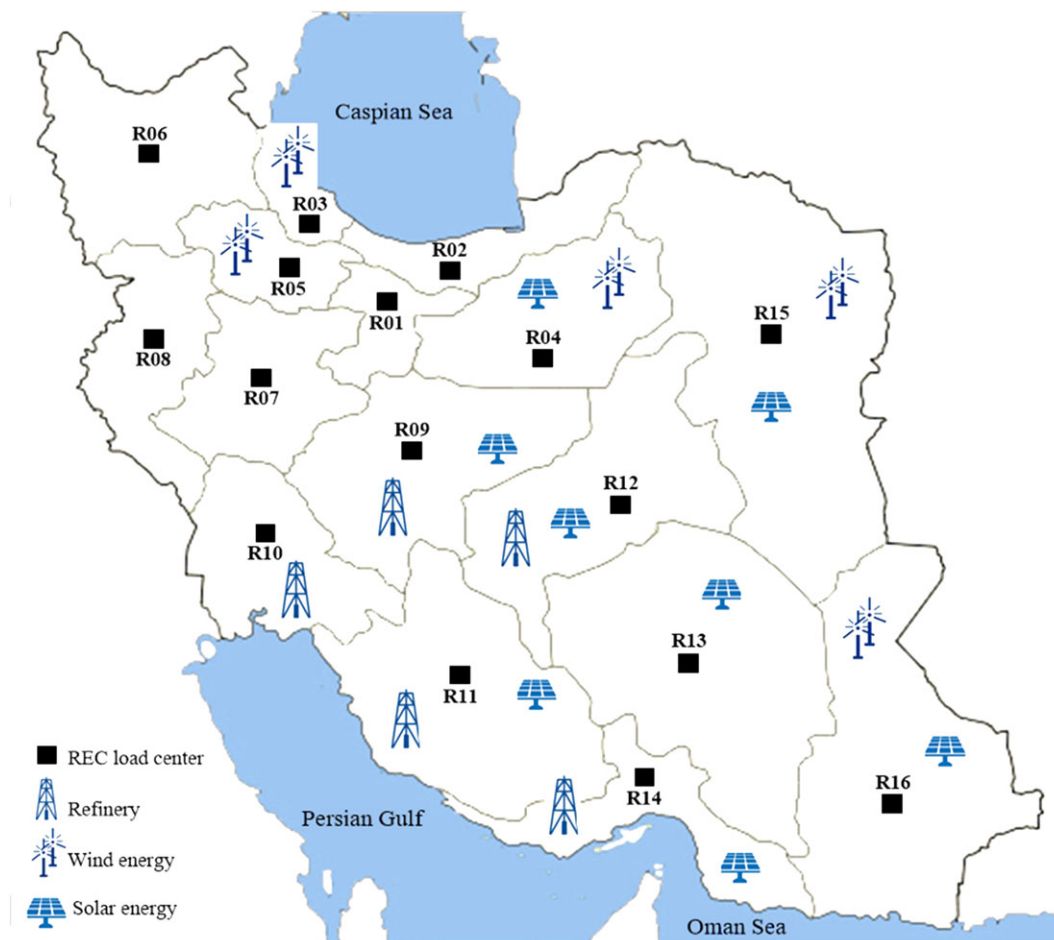 Caspian Sea
R06
R03
R02
R05
R01
R15
R04
R08
R07
R09
R12
R10
R13
R11
REC load center
R14
R16
Refinery
Persian Gulf
Wind energy
Solar energy
Oman Sea